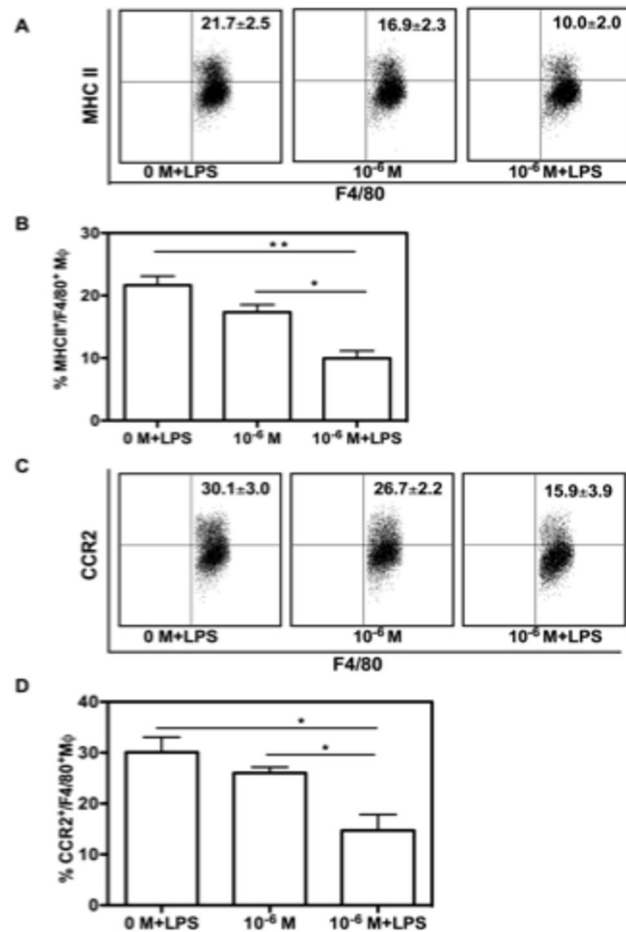 A
21.7±2.5
16.9±2.3
10.0±2.0
MHC II
0 M+LPS
10⁻⁶ M
10⁻⁶ M+LPS
F4/80
B
30
20
10
0
% MHCII⁺/F4/80⁺ Mϕ
* *
*
0 M+LPS
10⁻⁶ M
10⁻⁶ M+LPS
C
30.1±3.0
26.7±2.2
15.9±3.9
CCR2
0 M+LPS
10⁻⁶ M
10⁻⁶ M+LPS
F4/80
D
40
30
20
10
0
% CCR2⁺/F4/80⁺Mϕ
*
*
0 M+LPS
10⁻⁶ M
10⁻⁶ M+LPS